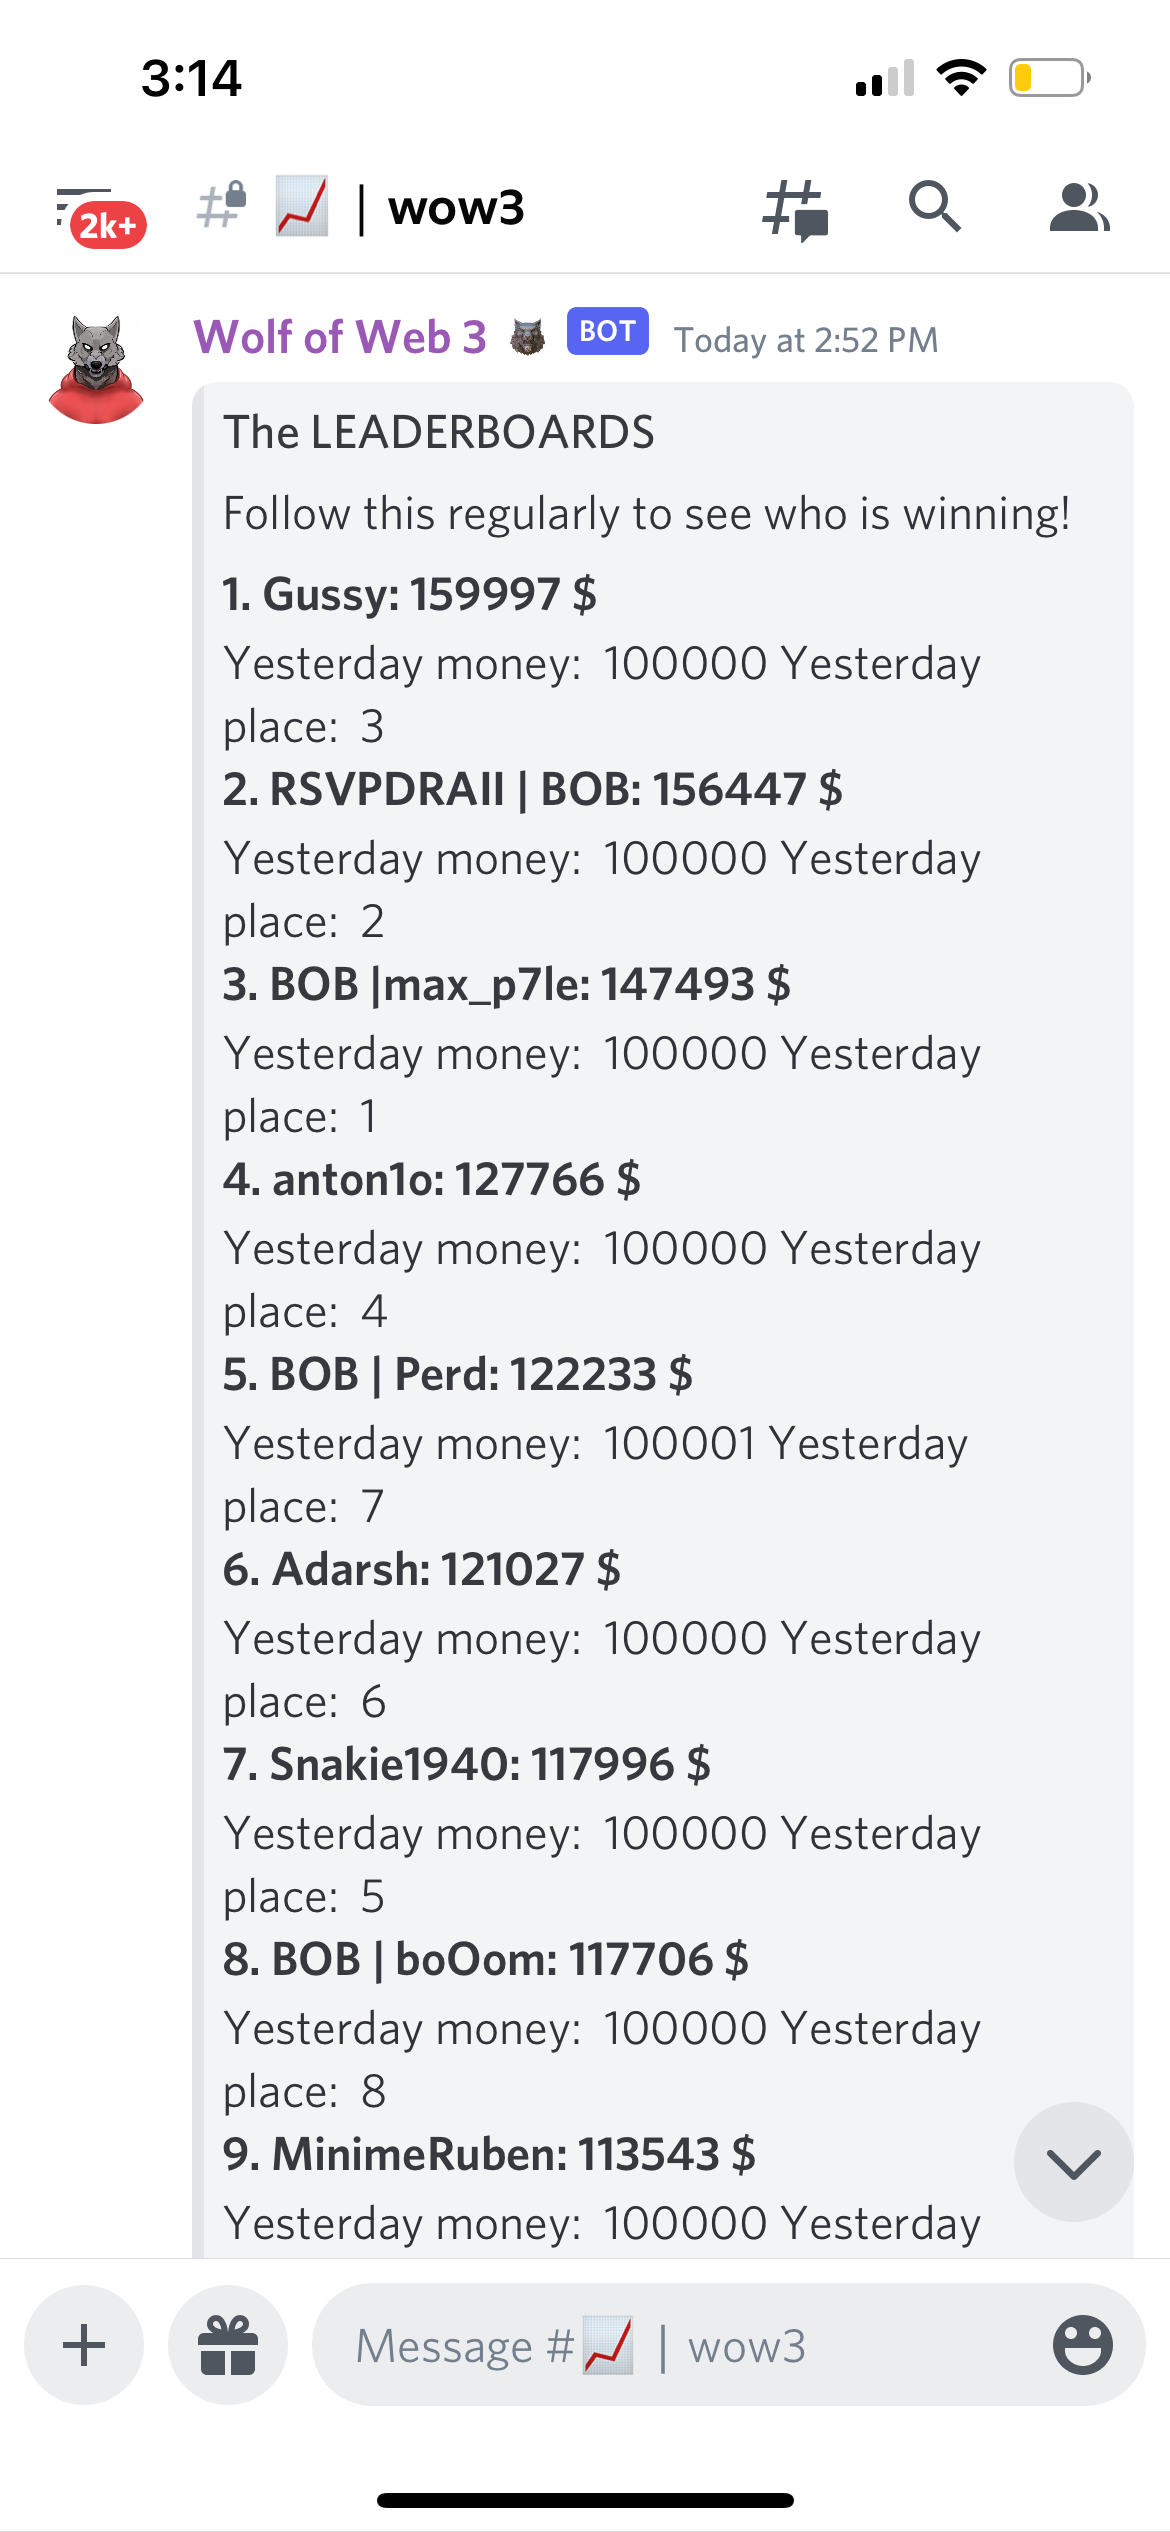 3:14
2k+
# 📈 | wow3
Wolf of Web 3 🐺 BOT Today at 2:52 PM
The LEADERBOARDS
Follow this regularly to see who is winning!
1. Gussy: 159997 $
Yesterday money: 100000 Yesterday
place: 3
2. RSVPDRAII | BOB: 156447 $
Yesterday money: 100000 Yesterday
place: 2
3. BOB |max_p7le: 147493 $
Yesterday money: 100000 Yesterday
place: 1
4. anton1o: 127766 $
Yesterday money: 100000 Yesterday
place: 4
5. BOB | Perd: 122233 $
Yesterday money: 100001 Yesterday
place: 7
6. Adarsh: 121027 $
Yesterday money: 100000 Yesterday
place: 6
7. Snakie1940: 117996 $
Yesterday money: 100000 Yesterday
place: 5
8. BOB | boOom: 117706 $
Yesterday money: 100000 Yesterday
place: 8
9. MinimeRuben: 113543 $
Yesterday money: 100000 Yesterday
Message #📈 | wow3